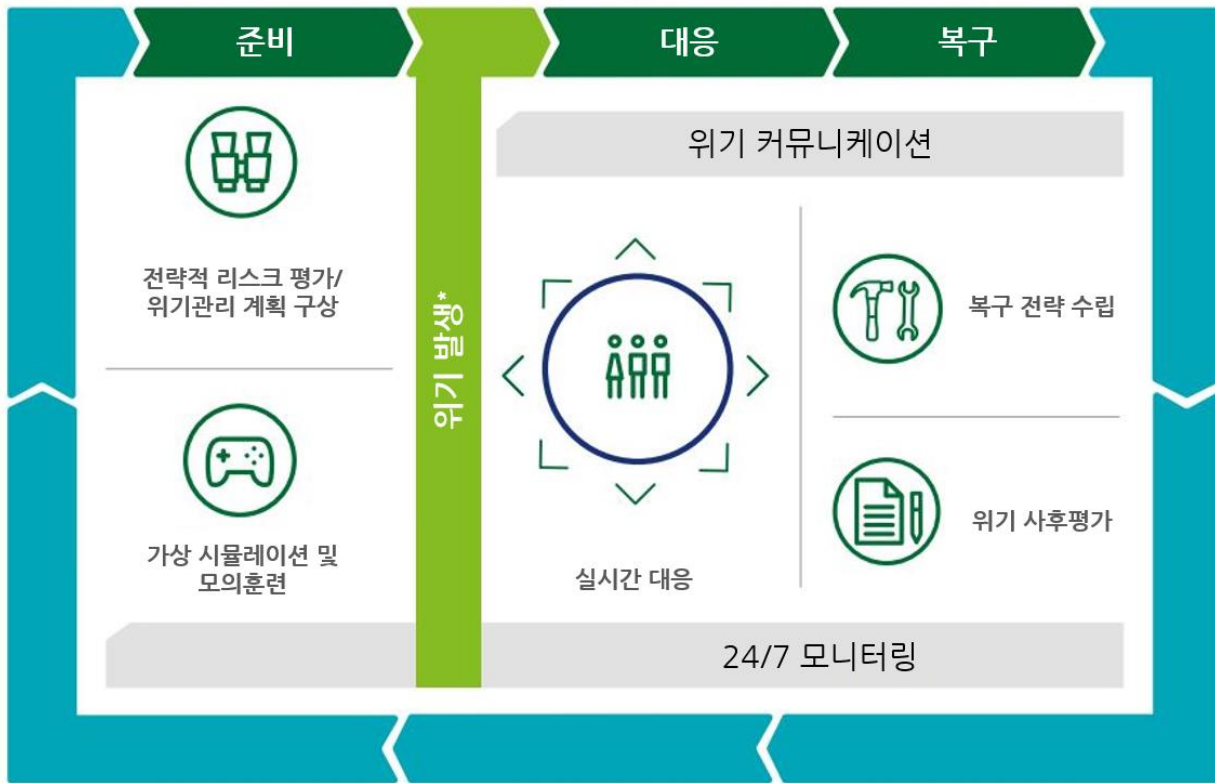 준비
대응
복구
위기 커뮤니케이션
전략적 리스크 평가/
위기관리 계획 구상
가상 시뮬레이션 및
모의훈련
위기 발생*
실시간 대응
복구 전략 수립
위기 사후평가
24/7 모니터링